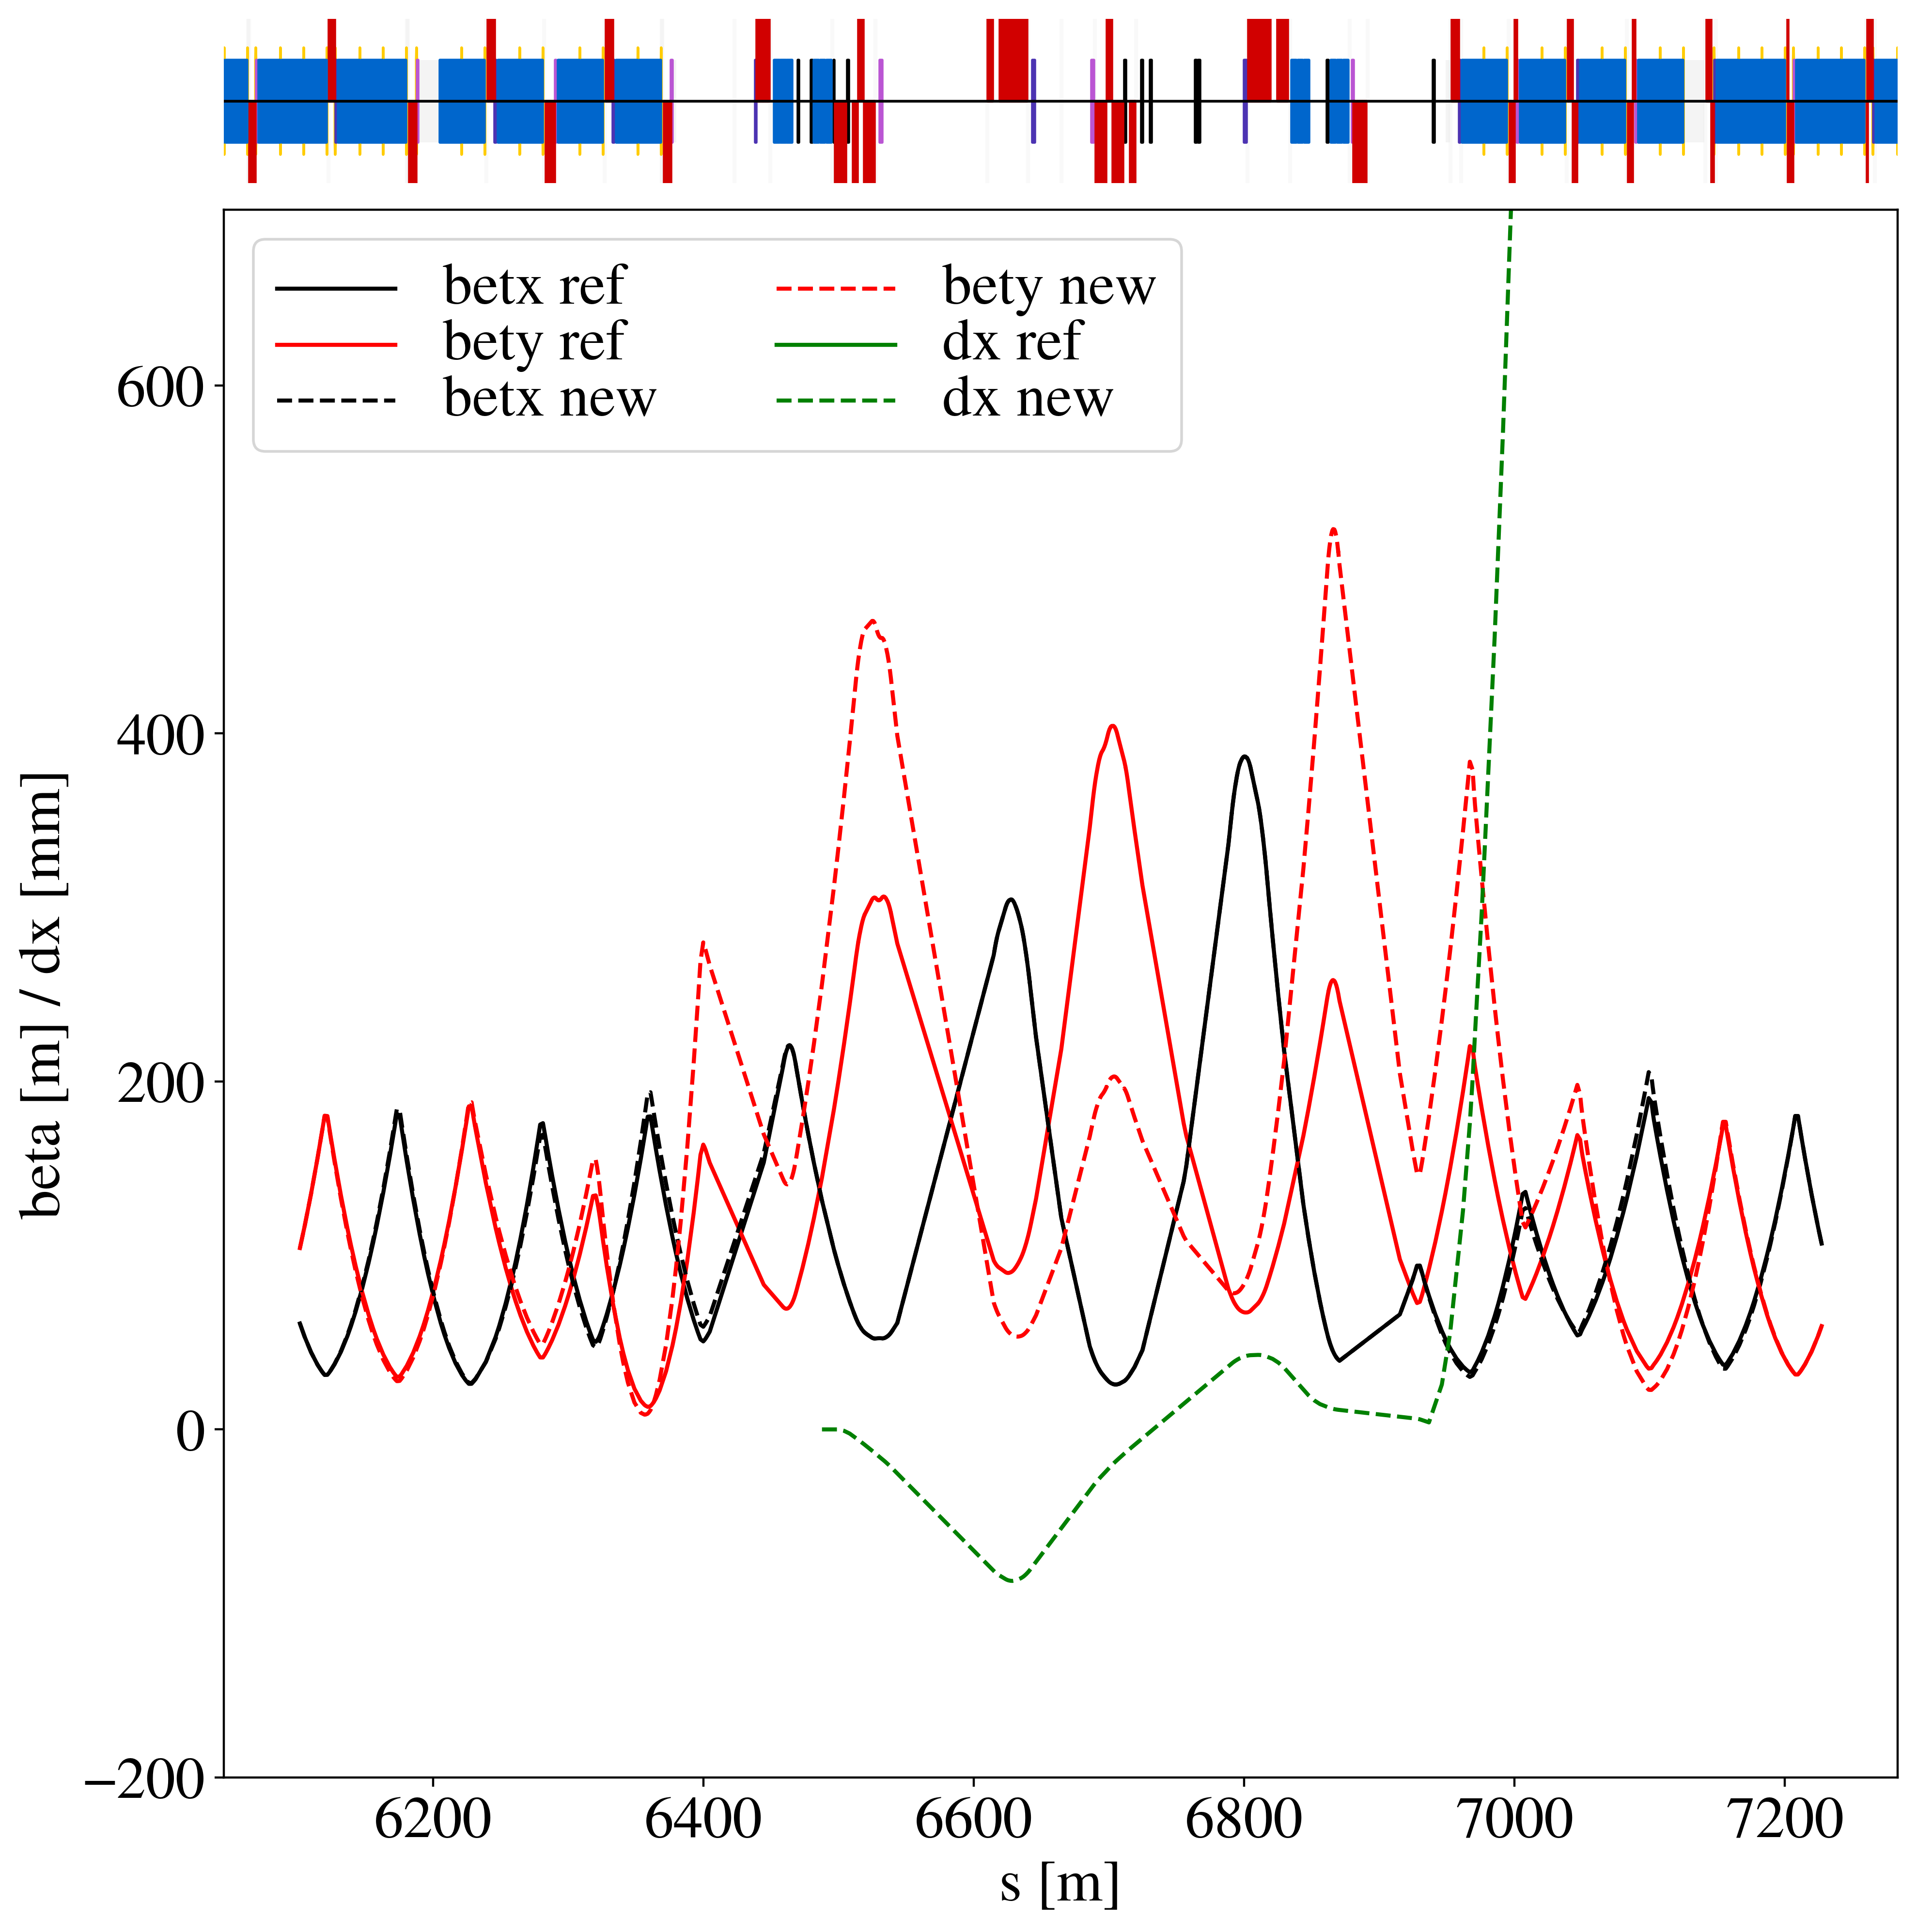 betx ref
bety ref
betx new
bety new
dx ref
dx new
beta [m] / dx [mm]
600
400
200
0
−200
6200
6400
6600
6800
7000
7200
s [m]